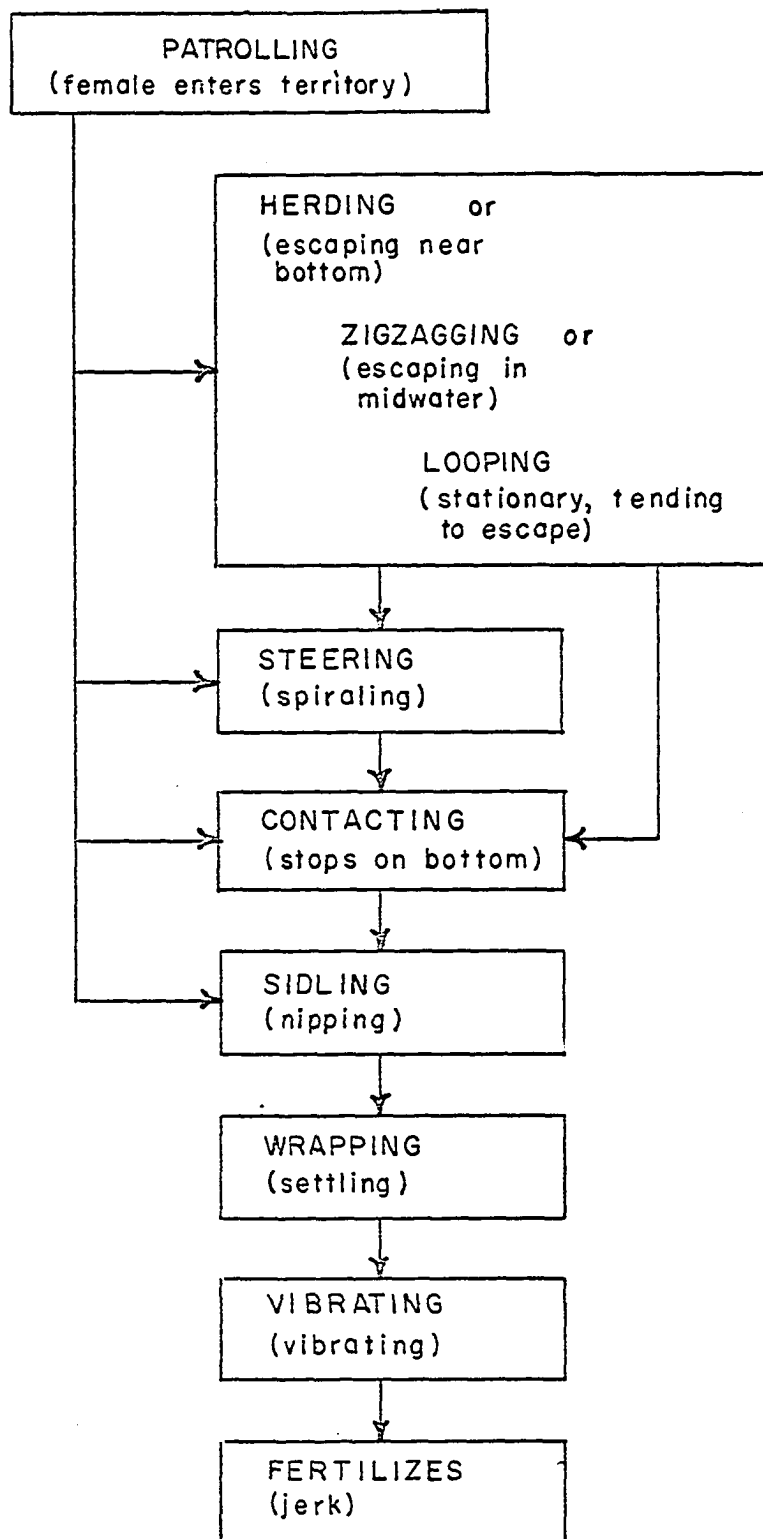 PATROLLING
(female enters territory)
HERDING or
(escaping near
bottom)
ZIGZAGGING or
(escaping in
midwater)
LOOPING
(stationary, tending
to escape)
STEERING
(spiraling)
CONTACTING
(stops on bottom)
SIDLING
(nipping)
WRAPPING
(settling)
VIBRATING
(vibrating)
FERTILIZES
(jerk)